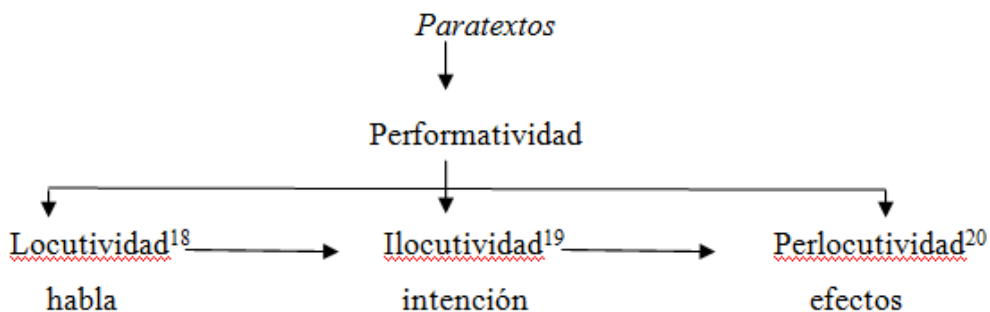 Paratextos
Performatividad
Locutividad18 Ilocutividad19 Perlocutividad20
habla intención efectos